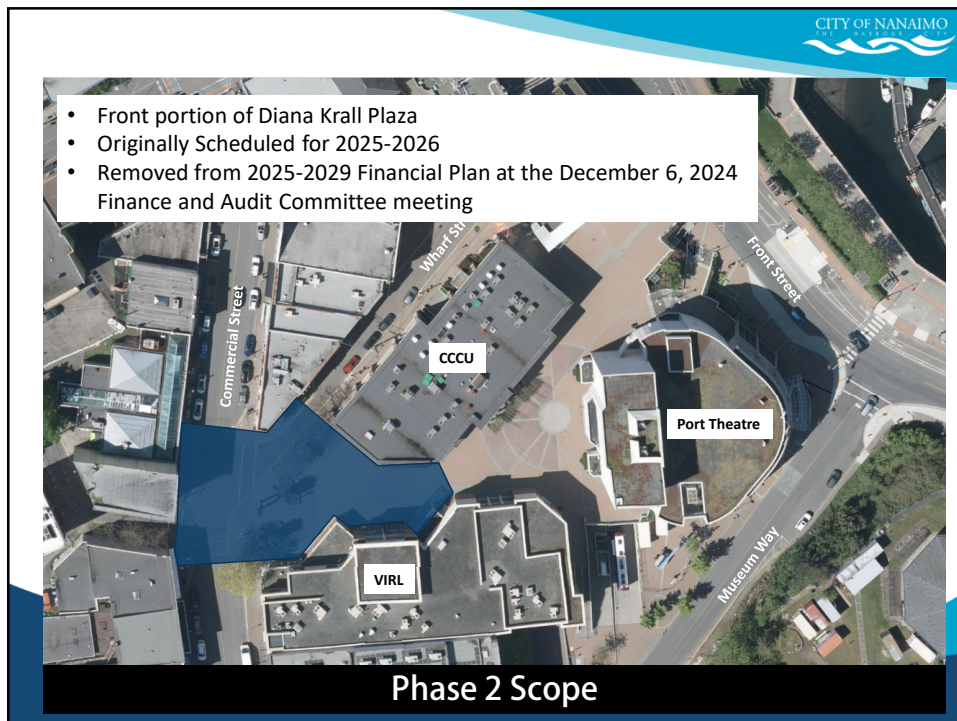 CITY OF NANAIMO
THE HARBOUR CITY
• Front portion of Diana Krall Plaza
• Originally Scheduled for 2025-2026
• Removed from 2025-2029 Financial Plan at the December 6, 2024
Finance and Audit Committee meeting
Wharf Str
Front Street
Commercial Street
CCCU
Port Theatre
VIRL
Museum Way
Phase 2 Scope